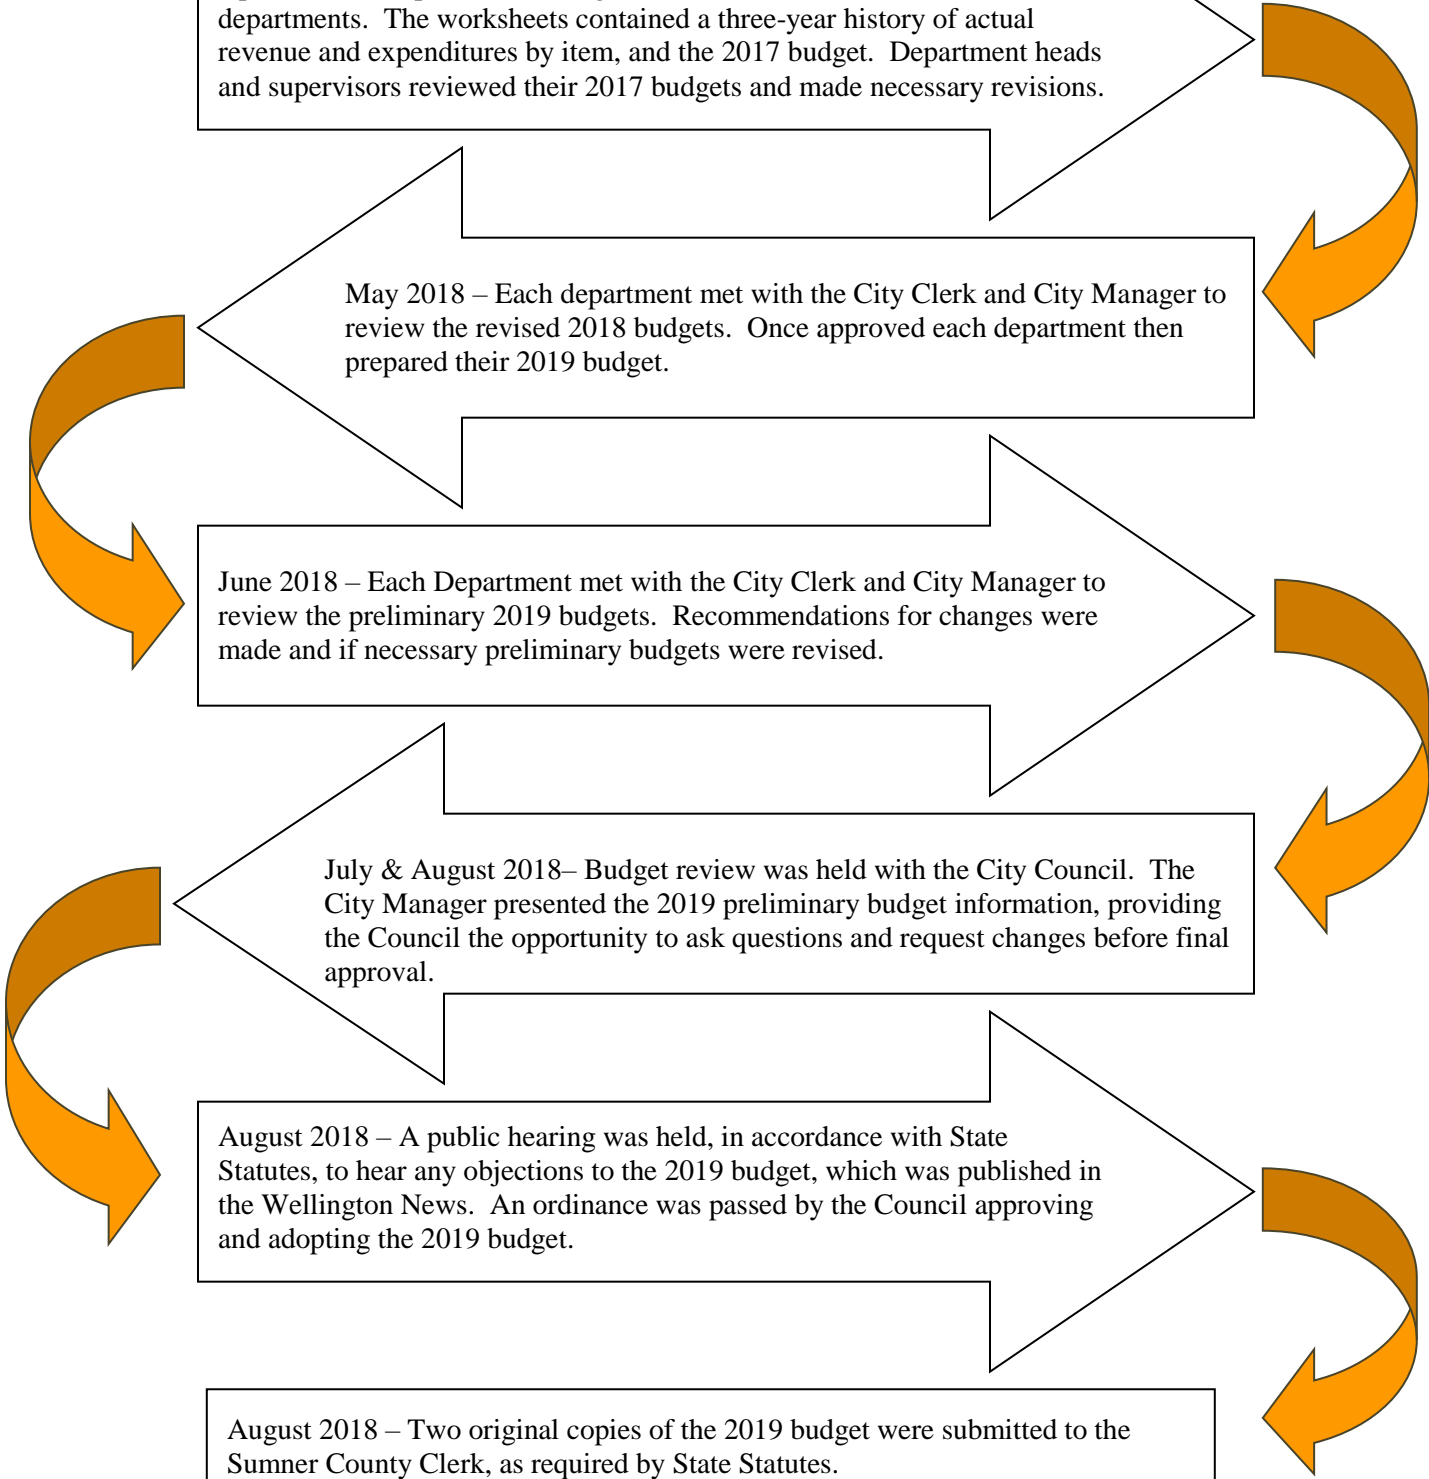 departments. The worksheets contained a three-year history of actual
revenue and expenditures by item, and the 2017 budget. Department heads
and supervisors reviewed their 2017 budgets and made necessary revisions.
May 2018 – Each department met with the City Clerk and City Manager to
review the revised 2018 budgets. Once approved each department then
prepared their 2019 budget.
June 2018 – Each Department met with the City Clerk and City Manager to
review the preliminary 2019 budgets. Recommendations for changes were
made and if necessary preliminary budgets were revised.
July & August 2018– Budget review was held with the City Council. The
City Manager presented the 2019 preliminary budget information, providing
the Council the opportunity to ask questions and request changes before final
approval.
August 2018 – A public hearing was held, in accordance with State
Statutes, to hear any objections to the 2019 budget, which was published in
the Wellington News. An ordinance was passed by the Council approving
and adopting the 2019 budget.
August 2018 – Two original copies of the 2019 budget were submitted to the
Sumner County Clerk, as required by State Statutes.